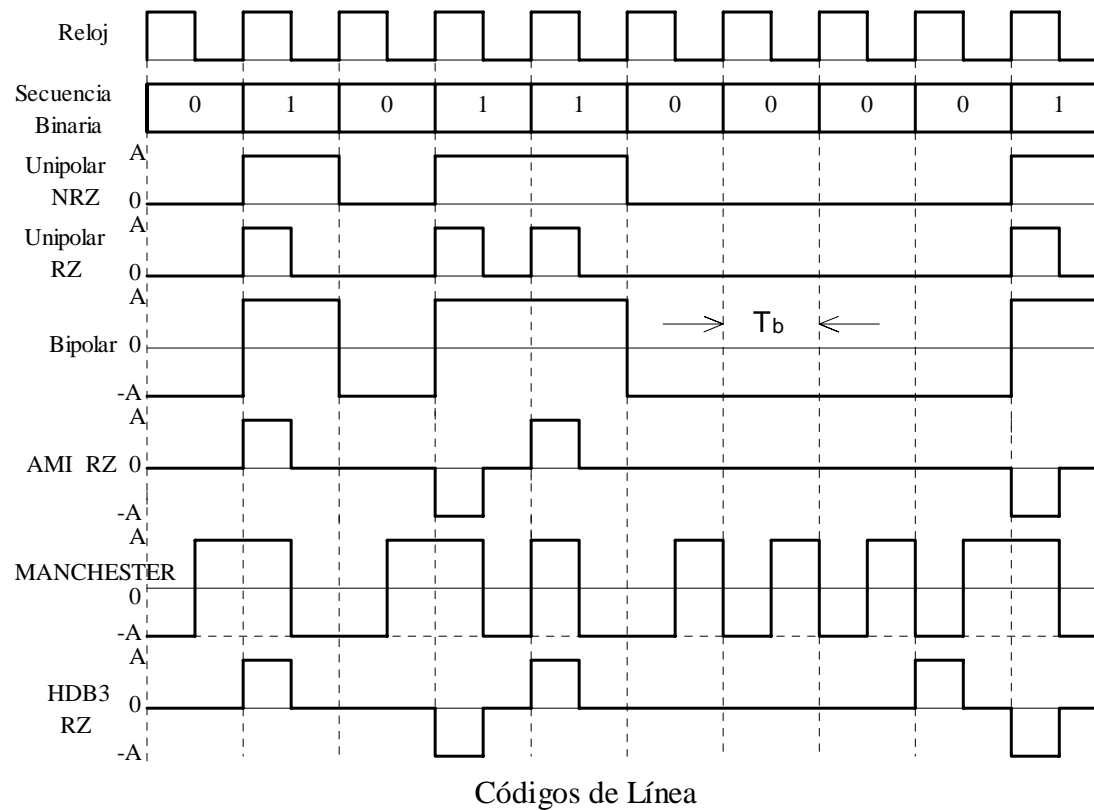 Reloj
Secuencia
Binaria
0 1 0 1 1 0 0 0 0 1
A
Unipolar
NRZ 0
A
Unipolar
RZ 0
A
Bipolar 0
-A
Tb
A
AMI RZ 0
-A
A
MANCHESTER
0
-A
A
HDB3 0
RZ
-A
Códigos de Línea